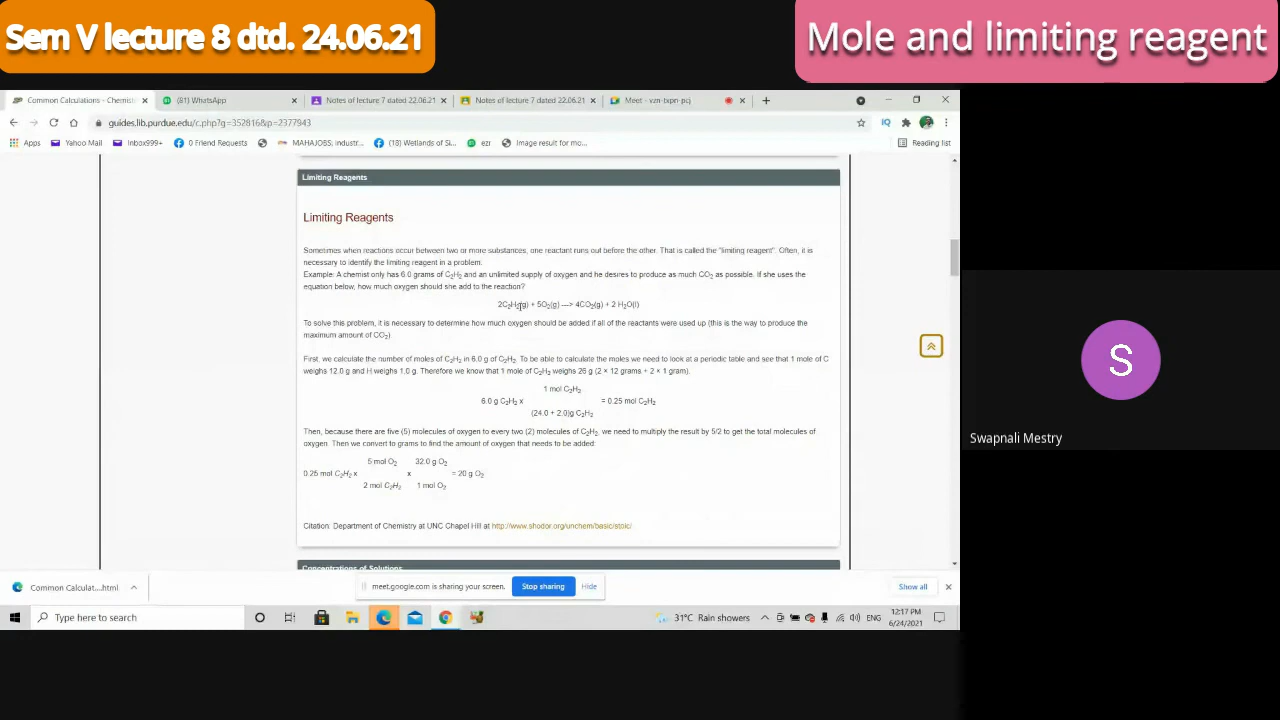 Sem V lecture 8 dtd. 24.06.21
Mole and limiting reagent
Common Calculations - Chemist
(81) WhatsApp
Notes of lecture 7 dated 22.06.21
Notes of lecture 7 dated 22.06.21
Meet - vzn-txpn-pcj
guides.lib.purdue.edu/c.php?g=352816&p=2377943
Apps
Yahoo Mail
Inbox999+
0 Friend Requests
MAHAJOBS; industr...
(18) Wetlands of Si...
ezr
Image result for mo...
Reading list
Limiting Reagents
Limiting Reagents
Sometimes when reactions occur between two or more substances, one reactant runs out before the other. That is called the "limiting reagent". Often, it is
necessary to identify the limiting reagent in a problem.
Example: A chemist only has 6.0 grams of C₂H₂ and an unlimited supply of oxygen and he desires to produce as much CO₂ as possible. If she uses the
equation below, how much oxygen should she add to the reaction?
2C₂H₂(g) + 5O₂(g) ---> 4CO₂(g) + 2 H₂O(l)
To solve this problem, it is necessary to determine how much oxygen should be added if all of the reactants were used up (this is the way to produce the
maximum amount of CO₂)
First, we calculate the number of moles of C₂H₂ in 6.0 g of C₂H₂. To be able to calculate the moles we need to look at a periodic table and see that 1 mole of C
weighs 12.0 g and H weighs 1.0 g. Therefore we know that 1 mole of C₂H₂ weighs 26 g (2 × 12 grams + 2 × 1 gram).
1 mol C₂H₂
6.0 g C₂H₂ x = 0.25 mol C₂H₂
(24.0 + 2.0)g C₂H₂
Then, because there are five (5) molecules of oxygen to every two (2) molecules of C₂H₂, we need to multiply the result by 5/2 to get the total molecules of
oxygen. Then we convert to grams to find the amount of oxygen that needs to be added:
5 mol O₂ 32.0 g O₂
0.25 mol C₂H₂ x x = 20 g O₂
2 mol C₂H₂ 1 mol O₂
Citation: Department of Chemistry at UNC Chapel Hill at http://www.shodor.org/unchem/basic/stoic/
Concentrations of Solutions
S
Swapnali Mestry
Common Calculat....html
meet.google.com is sharing your screen.
Stop sharing
Hide
Show all
Type here to search
31°C Rain showers
ENG
12:17 PM
6/24/2021